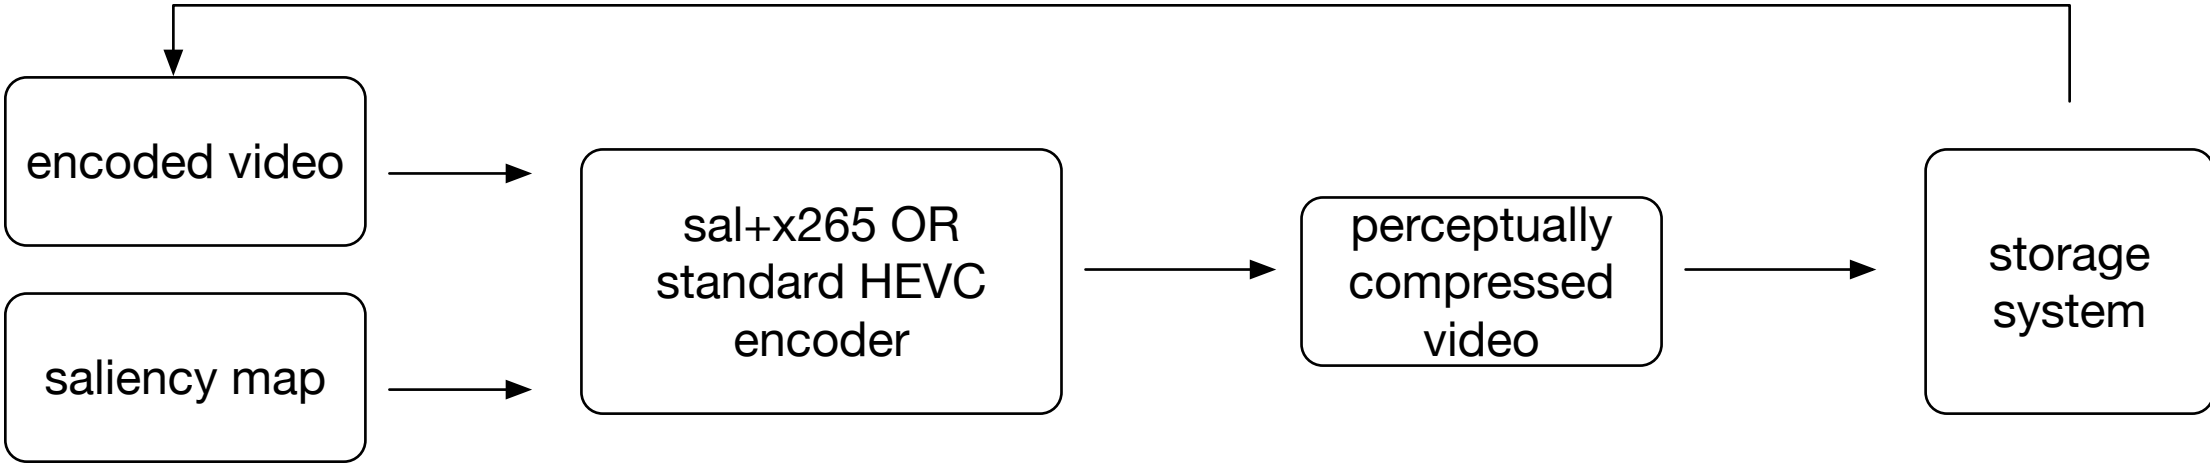 encoded video
saliency map
sal+x265 OR
standard HEVC
encoder
perceptually
compressed
video
storage
system